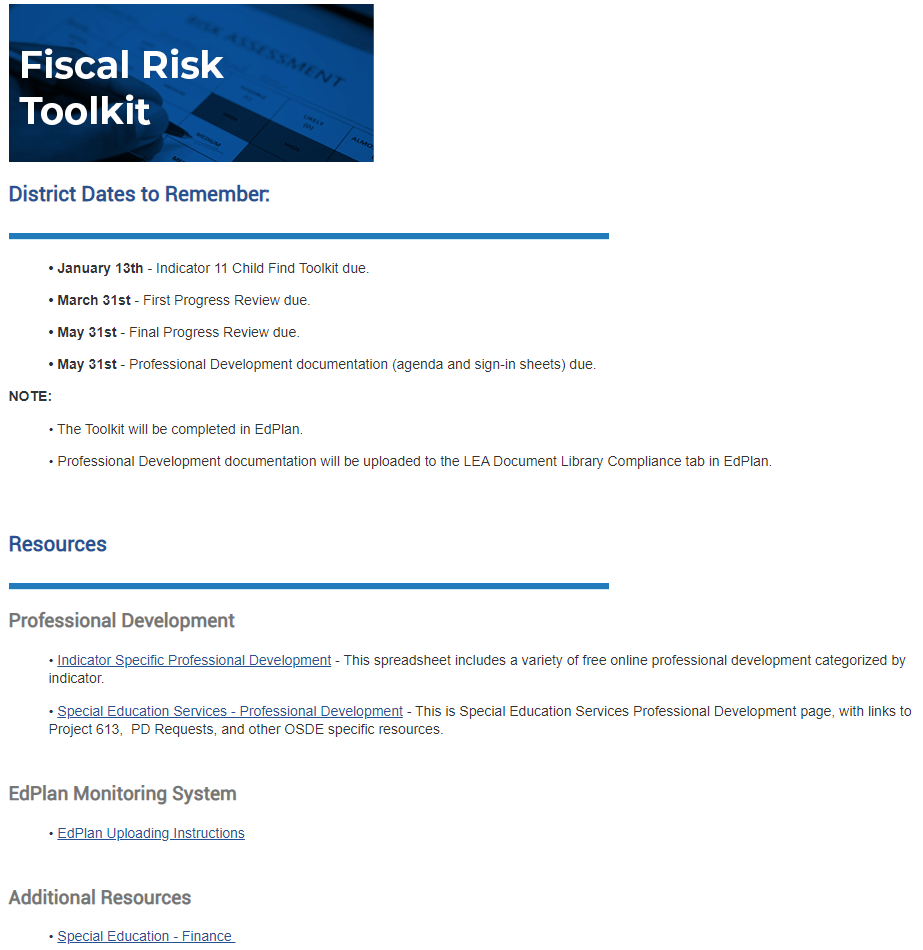 RISK ASSESSMENT
Fiscal Risk
Toolkit
LIKELY
MEDIUM
District Dates to Remember:
• January 13th - Indicator 11 Child Find Toolkit due.
• March 31st - First Progress Review due.
• May 31st - Final Progress Review due.
• May 31st - Professional Development documentation (agenda and sign-in sheets) due.
NOTE:
• The Toolkit will be completed in EdPlan.
• Professional Development documentation will be uploaded to the LEA Document Library Compliance tab in EdPlan.
Resources
Professional Development
• Indicator Specific Professional Development - This spreadsheet includes a variety of free online professional development categorized by
indicator.
• Special Education Services - Professional Development - This is Special Education Services Professional Development page, with links to
Project 613,  PD Requests, and other OSDE specific resources.
EdPlan Monitoring System
• EdPlan Uploading Instructions
Additional Resources
• Special Education - Finance